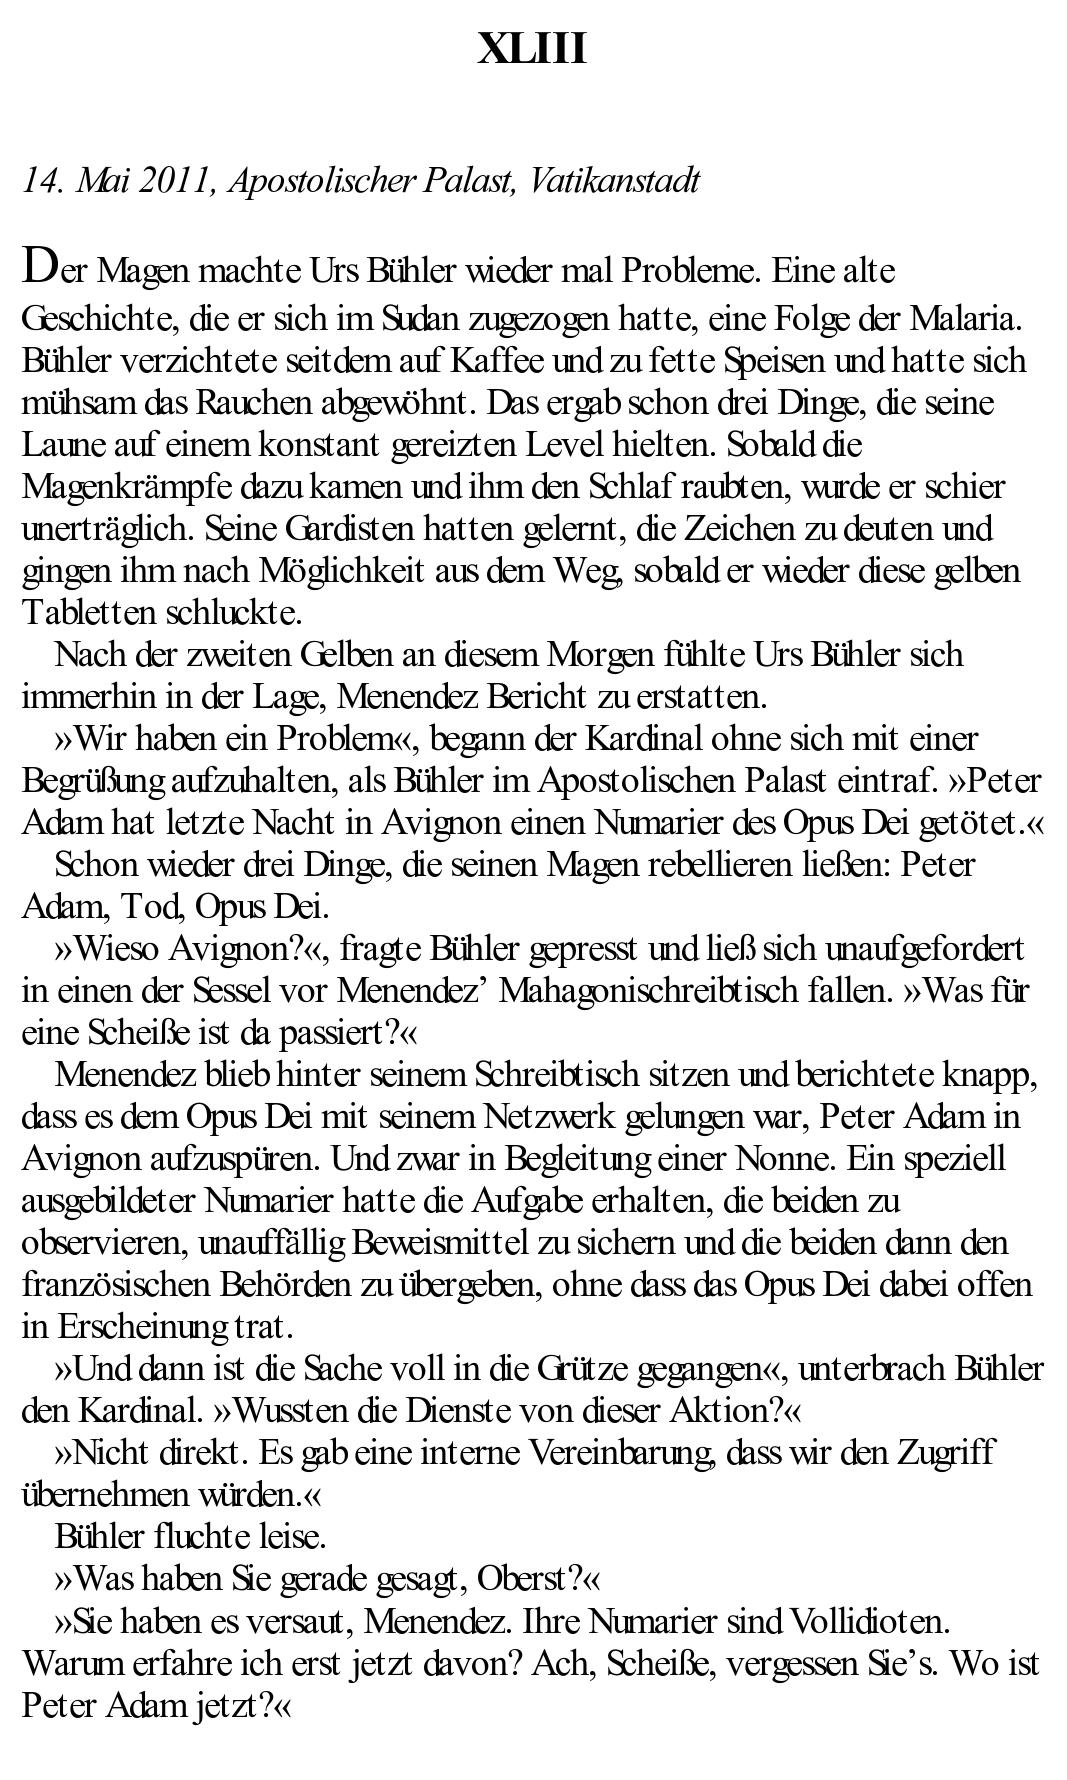 XLIII
14. Mai 2011, Apostolischer Palast, Vatikanstadt
Der Magen machte Urs Bühler wieder mal Probleme. Eine alte
Geschichte, die er sich im Sudan zugezogen hatte, eine Folge der Malaria.
Bühler verzichtete seitdem auf Kaffee und zu fette Speisen und hatte sich
mühsam das Rauchen abgewöhnt. Das ergab schon drei Dinge, die seine
Laune auf einem konstant gereizten Level hielten. Sobald die
Magenkrämpfe dazu kamen und ihm den Schlaf raubten, wurde er schier
unerträglich. Seine Gardisten hatten gelernt, die Zeichen zu deuten und
gingen ihm nach Möglichkeit aus dem Weg, sobald er wieder diese gelben
Tabletten schluckte.
Nach der zweiten Gelben an diesem Morgen fühlte Urs Bühler sich
immerhin in der Lage, Menendez Bericht zu erstatten.
»Wir haben ein Problem«, begann der Kardinal ohne sich mit einer
Begrüßung aufzuhalten, als Bühler im Apostolischen Palast eintraf. »Peter
Adam hat letzte Nacht in Avignon einen Numarier des Opus Dei getötet.«
Schon wieder drei Dinge, die seinen Magen rebellieren ließen: Peter
Adam, Tod, Opus Dei.
»Wieso Avignon?«, fragte Bühler gepresst und ließ sich unaufgefordert
in einen der Sessel vor Menendez’ Mahagonischreibtisch fallen. »Was für
eine Scheiße ist da passiert?«
Menendez blieb hinter seinem Schreibtisch sitzen und berichtete knapp,
dass es dem Opus Dei mit seinem Netzwerk gelungen war, Peter Adam in
Avignon aufzuspüren. Und zwar in Begleitung einer Nonne. Ein speziell
ausgebildeter Numarier hatte die Aufgabe erhalten, die beiden zu
observieren, unauffällig Beweismittel zu sichern und die beiden dann den
französischen Behörden zu übergeben, ohne dass das Opus Dei dabei offen
in Erscheinung trat.
»Und dann ist die Sache voll in die Grütze gegangen«, unterbrach Bühler
den Kardinal. »Wussten die Dienste von dieser Aktion?«
»Nicht direkt. Es gab eine interne Vereinbarung, dass wir den Zugriff
übernehmen würden.«
Bühler fluchte leise.
»Was haben Sie gerade gesagt, Oberst?«
»Sie haben es versaut, Menendez. Ihre Numarier sind Vollidioten.
Warum erfahre ich erst jetzt davon? Ach, Scheiße, vergessen Sie’s. Wo ist
Peter Adam jetzt?«